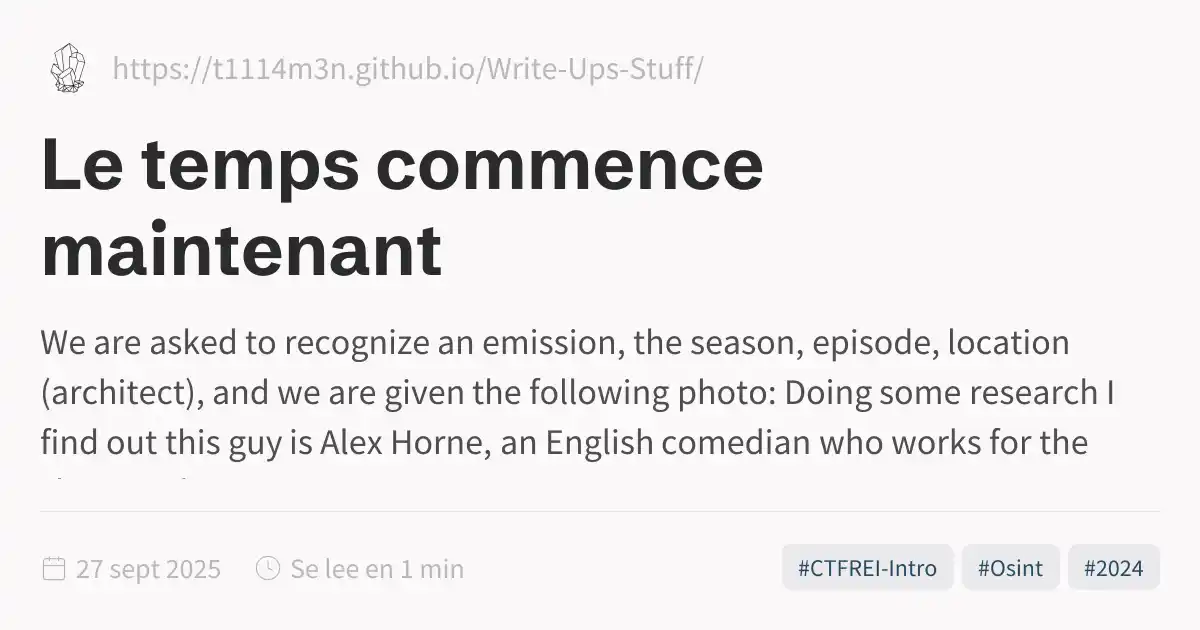 https://t1114m3n.github.io/Write-Ups-Stuff/
Le temps commence
maintenant
We are asked to recognize an emission, the season, episode, location
(architect), and we are given the following photo: Doing some research I
find out this guy is Alex Horne, an English comedian who works for the
27 sept 2025
Se lee en 1 min
#CTFREI-Intro
#Osint
#2024